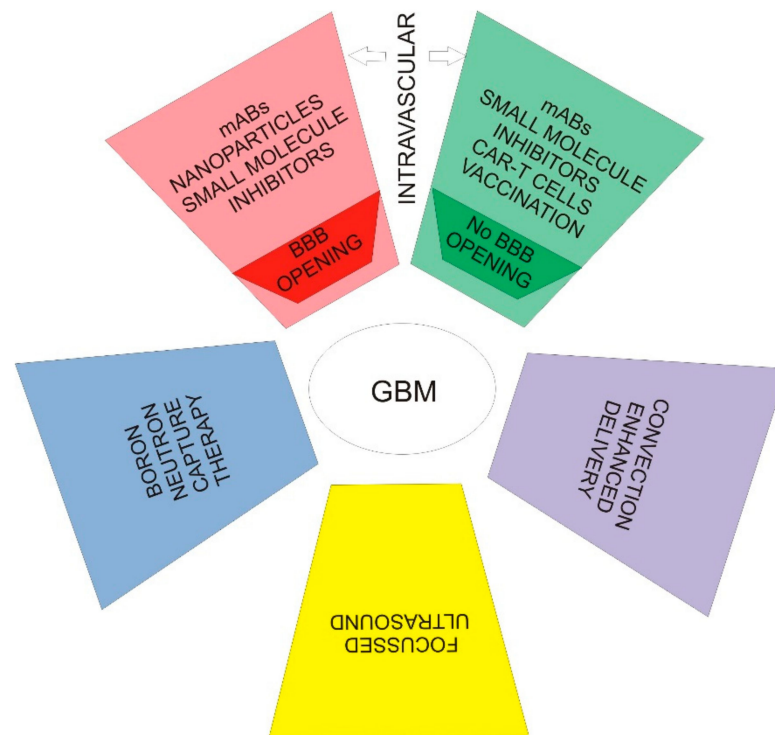 INTRAVASCULAR
mABs
NANOPARTICLES
SMALL MOLECULE
INHIBITORS
BBB
OPENING
mABs
SMALL MOLECULE
INHIBITORS
CAR-T CELLS
VACCINATION
No BBB
OPENING
GBM
BORON
NEUTRON
CAPTURE
THERAPY
CONVECTION
ENHANCED
DELIVERY
FOCUSSED
ULTRASOUND